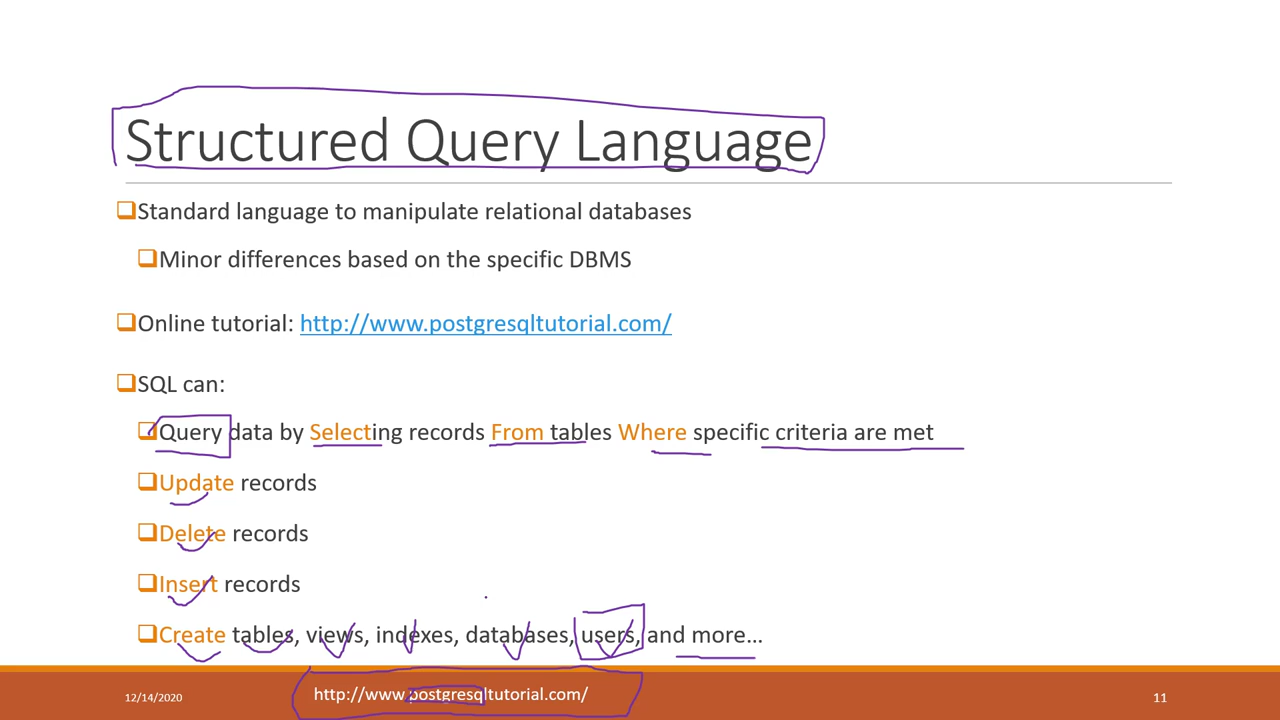 Structured Query Language
Standard language to manipulate relational databases
Minor differences based on the specific DBMS
Online tutorial: http://www.postgresqltutorial.com/
SQL can:
Query data by Selecting records From tables Where specific criteria are met
Update records
Delete records
Insert records
Create tables, views, indexes, databases, users, and more...
12/14/2020
http://www.postgresqltutorial.com/
11